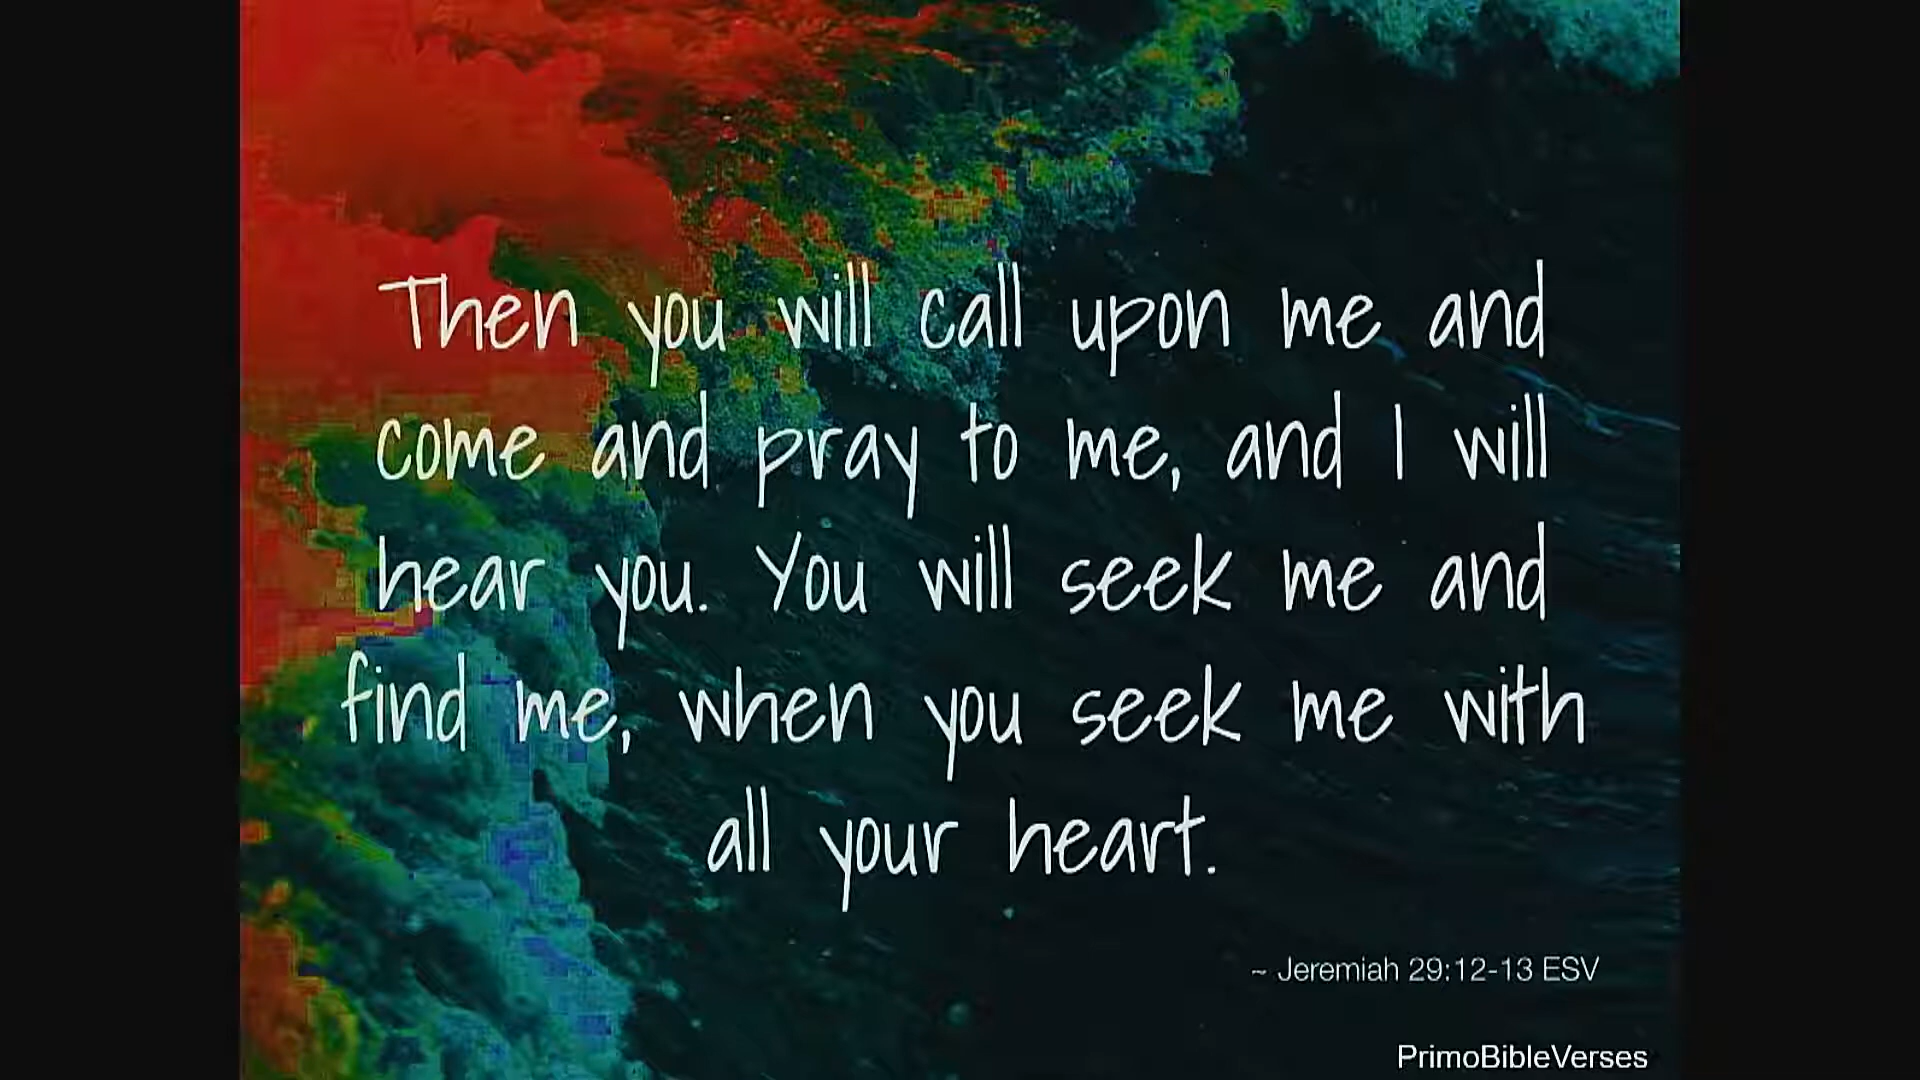 Then you will call upon me and
come and pray to me, and I will
hear you. You will seek me and
find me, when you seek me with
all your heart.
~ Jeremiah 29:12-13 ESV
PrimoBibleVerses